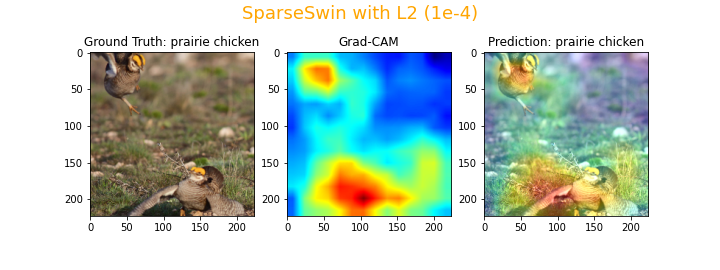 SparseSwin with L2 (1e-4)
Ground Truth: prairie chicken Grad-CAM Prediction: prairie chicken
0 0 0
50 50 50
100 100 100
150 150 150
200 200 200
0 50 100 150 200 0 50 100 150 200 0 50 100 150 200